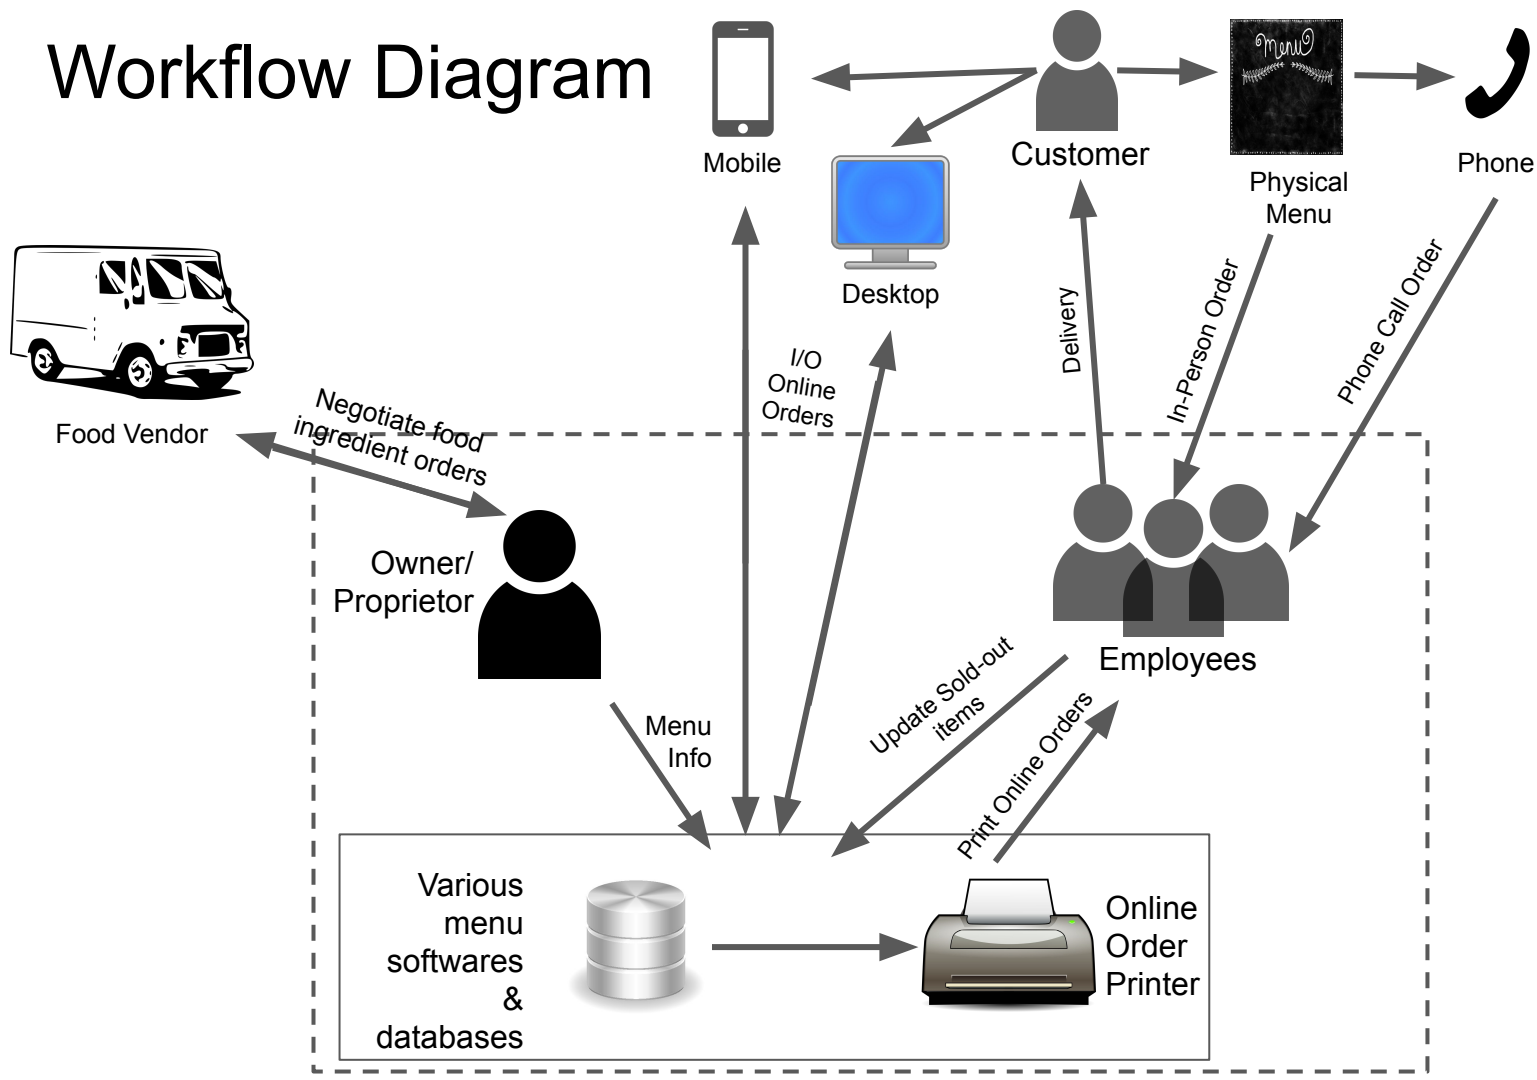 Workflow Diagram
Menu
Mobile
Customer
Physical
Menu
Phone
Desktop
Food Vendor
Negotiate food
ingredient orders
I/O
Online
Orders
Delivery
In-Person Order
Phone Call Order
Owner/
Proprietor
Employees
Menu
Info
Update Sold-out
items
Print Online Orders
Various
menu
softwares
&
databases
Online
Order
Printer